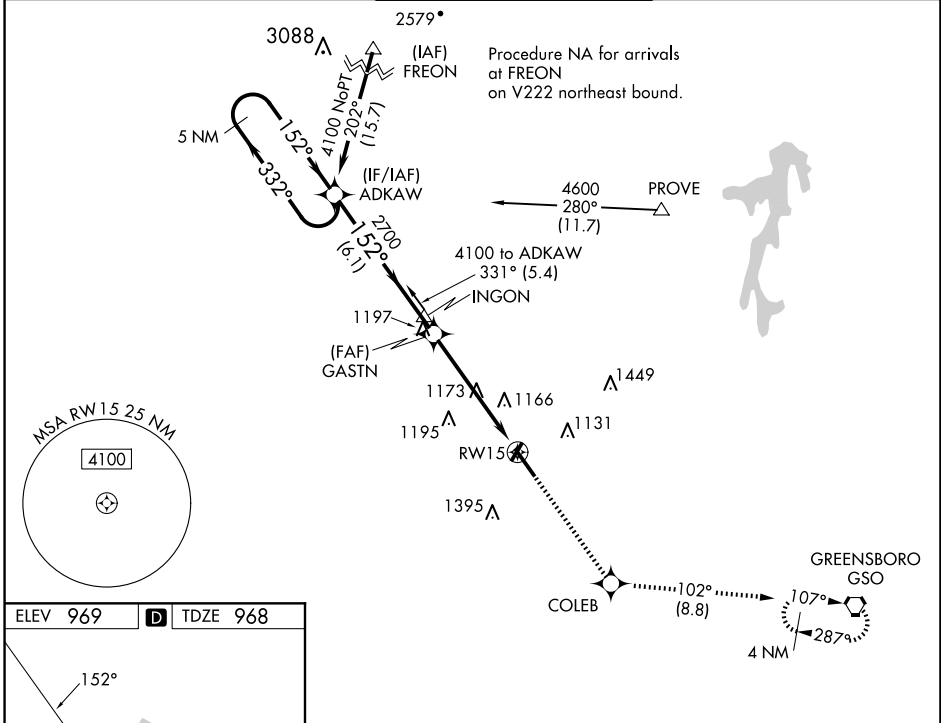 2579
3088
(IAF)
FREON
Procedure NA for arrivals
at FREON
on V222 northeast bound.
4100 NoPT
202°
(15.7)
5 NM
152°
332°
(IF/IAF)
ADKAW
4600
280°
(11.7)
PROVE
2700
152°
(6.1)
4100 to ADKAW
331° (5.4)
INGON
1197
(FAF)
GASTN
1173
1166
1449
1195
1131
RW15
MSA RW15 25 NM
4100
1395
GREENSBORO
GSO
COLEB
102°
(8.8)
107°
287°
4 NM
ELEV 969
D
TDZE 968
152°